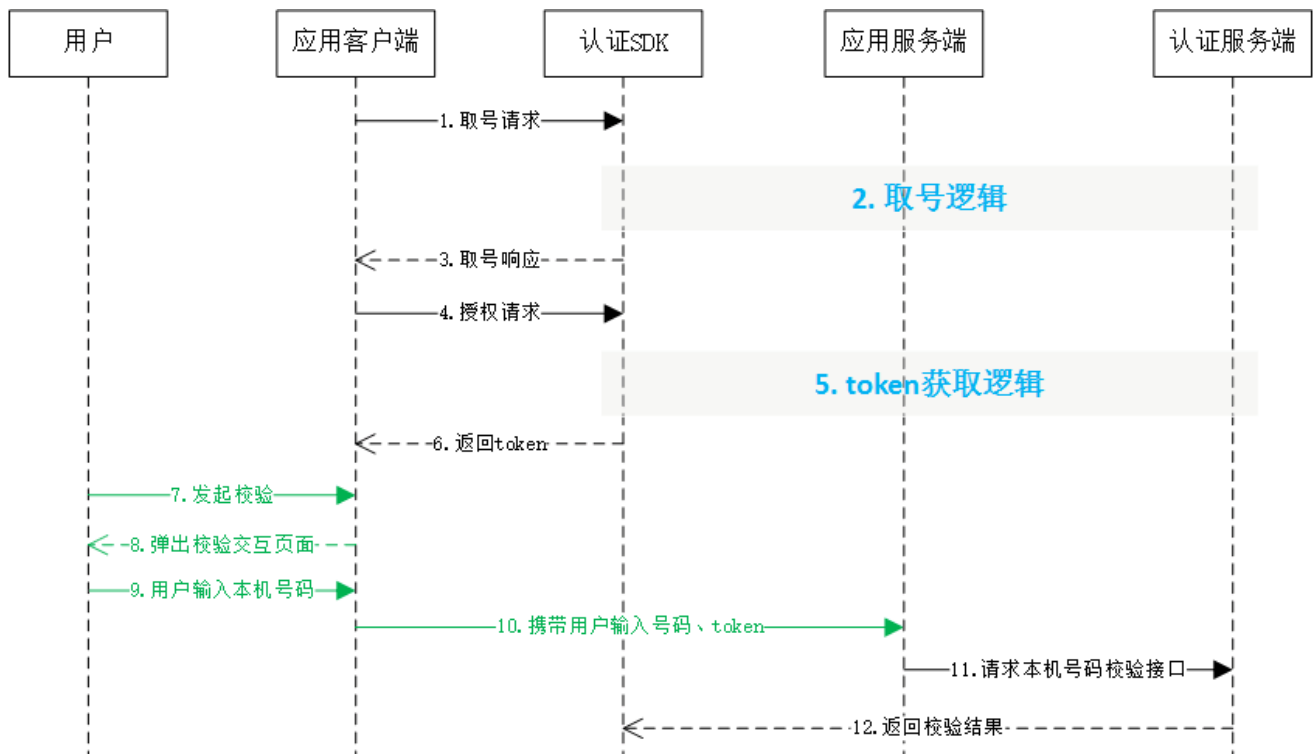 用户
应用客户端
认证SDK
应用服务端
认证服务端
1.取号请求
2. 取号逻辑
3.取号响应
4.授权请求
5. token获取逻辑
6.返回token
7.发起校验
8.弹出校验交互页面
9.用户输入本机号码
10.携带用户输入号码、token
11.请求本机号码校验接口
12.返回校验结果